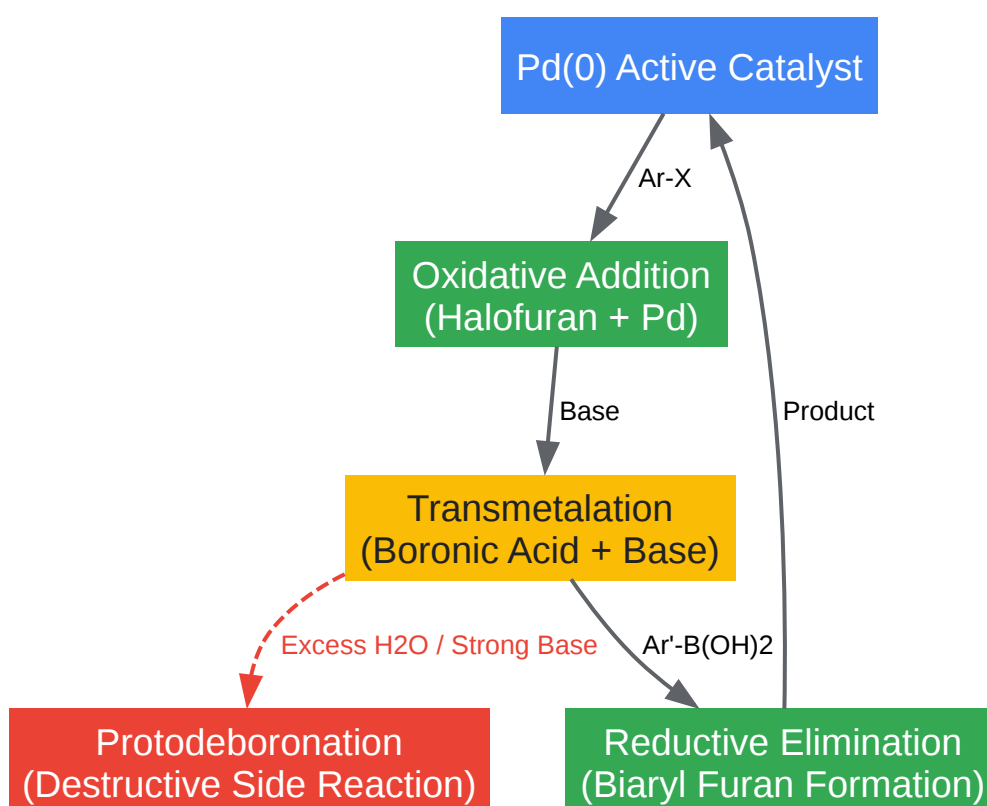 Pd(0) Active Catalyst
Ar-X
Oxidative Addition
(Halofuran + Pd)
Base
Product
Transmetalation
(Boronic Acid + Base)
Excess H2O / Strong Base
Ar'-B(OH)2
Protodeboronation
(Destructive Side Reaction)
Reductive Elimination
(Biaryl Furan Formation)